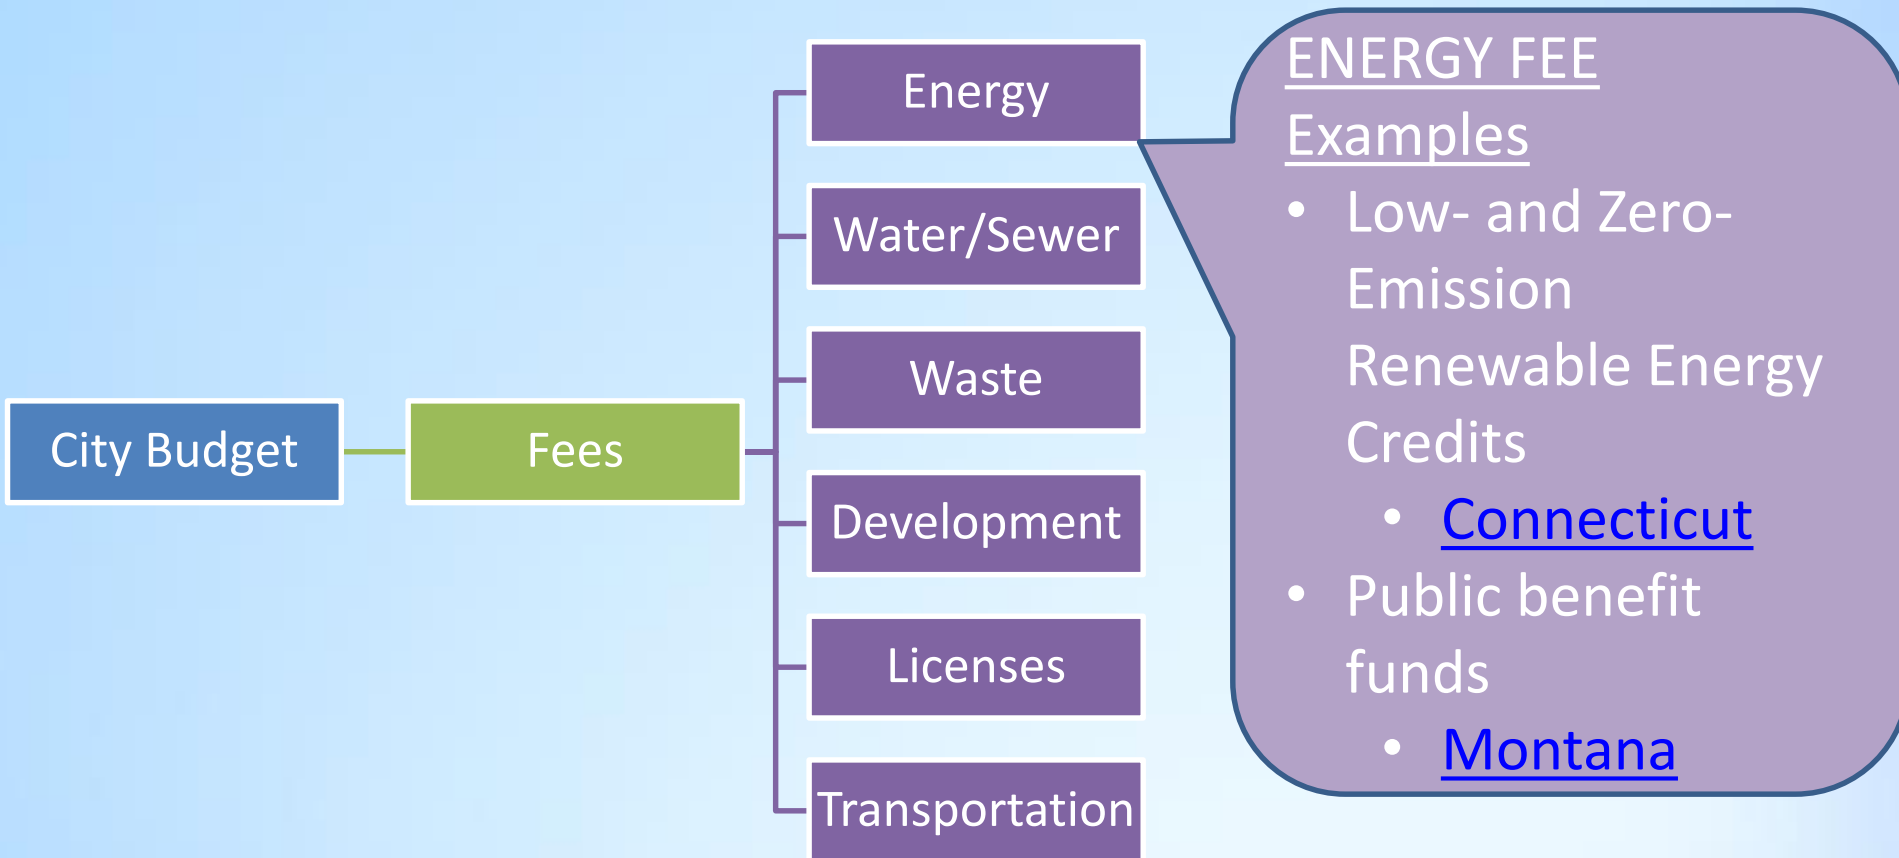 City Budget
Fees
Energy
Water/Sewer
Waste
Development
Licenses
Transportation
ENERGY FEE
Examples
• Low- and Zero-
Emission
Renewable Energy
Credits
• Connecticut
• Public benefit
funds
• Montana